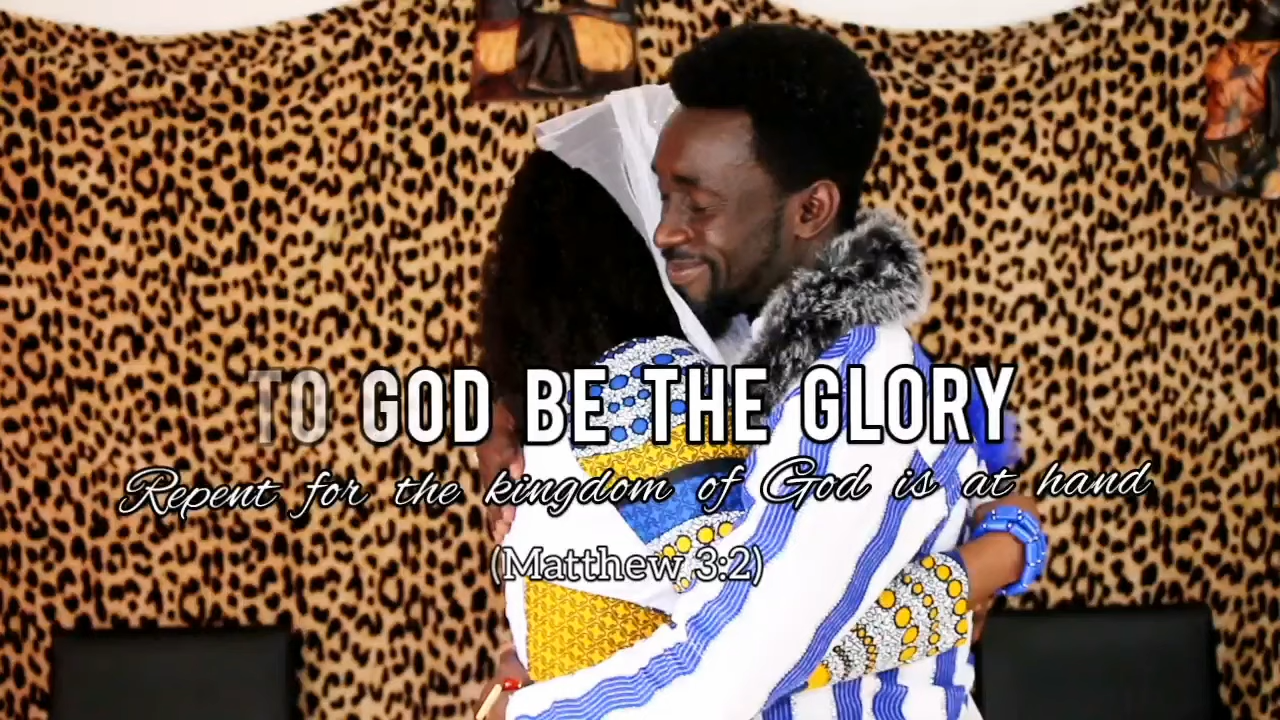 TO GOD BE THE GLORY
Repent for the kingdom of God is at hand
(Matthew 3:2)